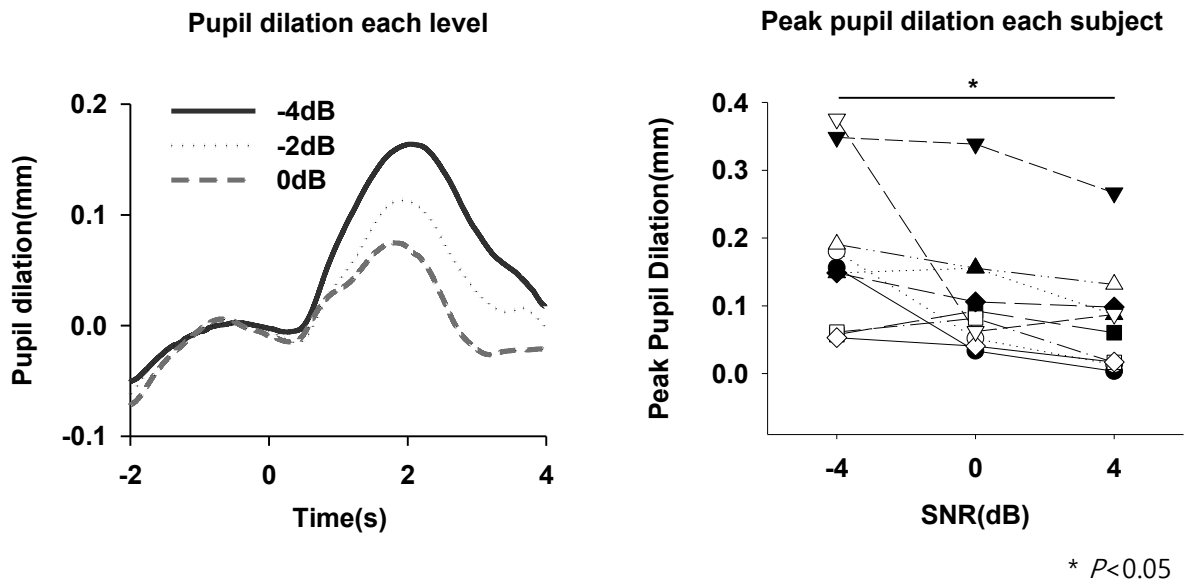 Pupil dilation each level
-4dB
-2dB
0dB
0.2
0.1
0.0
-0.1
Pupil dilation(mm)
-2
0
2
4
Time(s)
Peak pupil dilation each subject
*
0.4
0.3
0.2
0.1
0.0
Peak Pupil Dilation(mm)
-4
0
4
SNR(dB)
* P<0.05